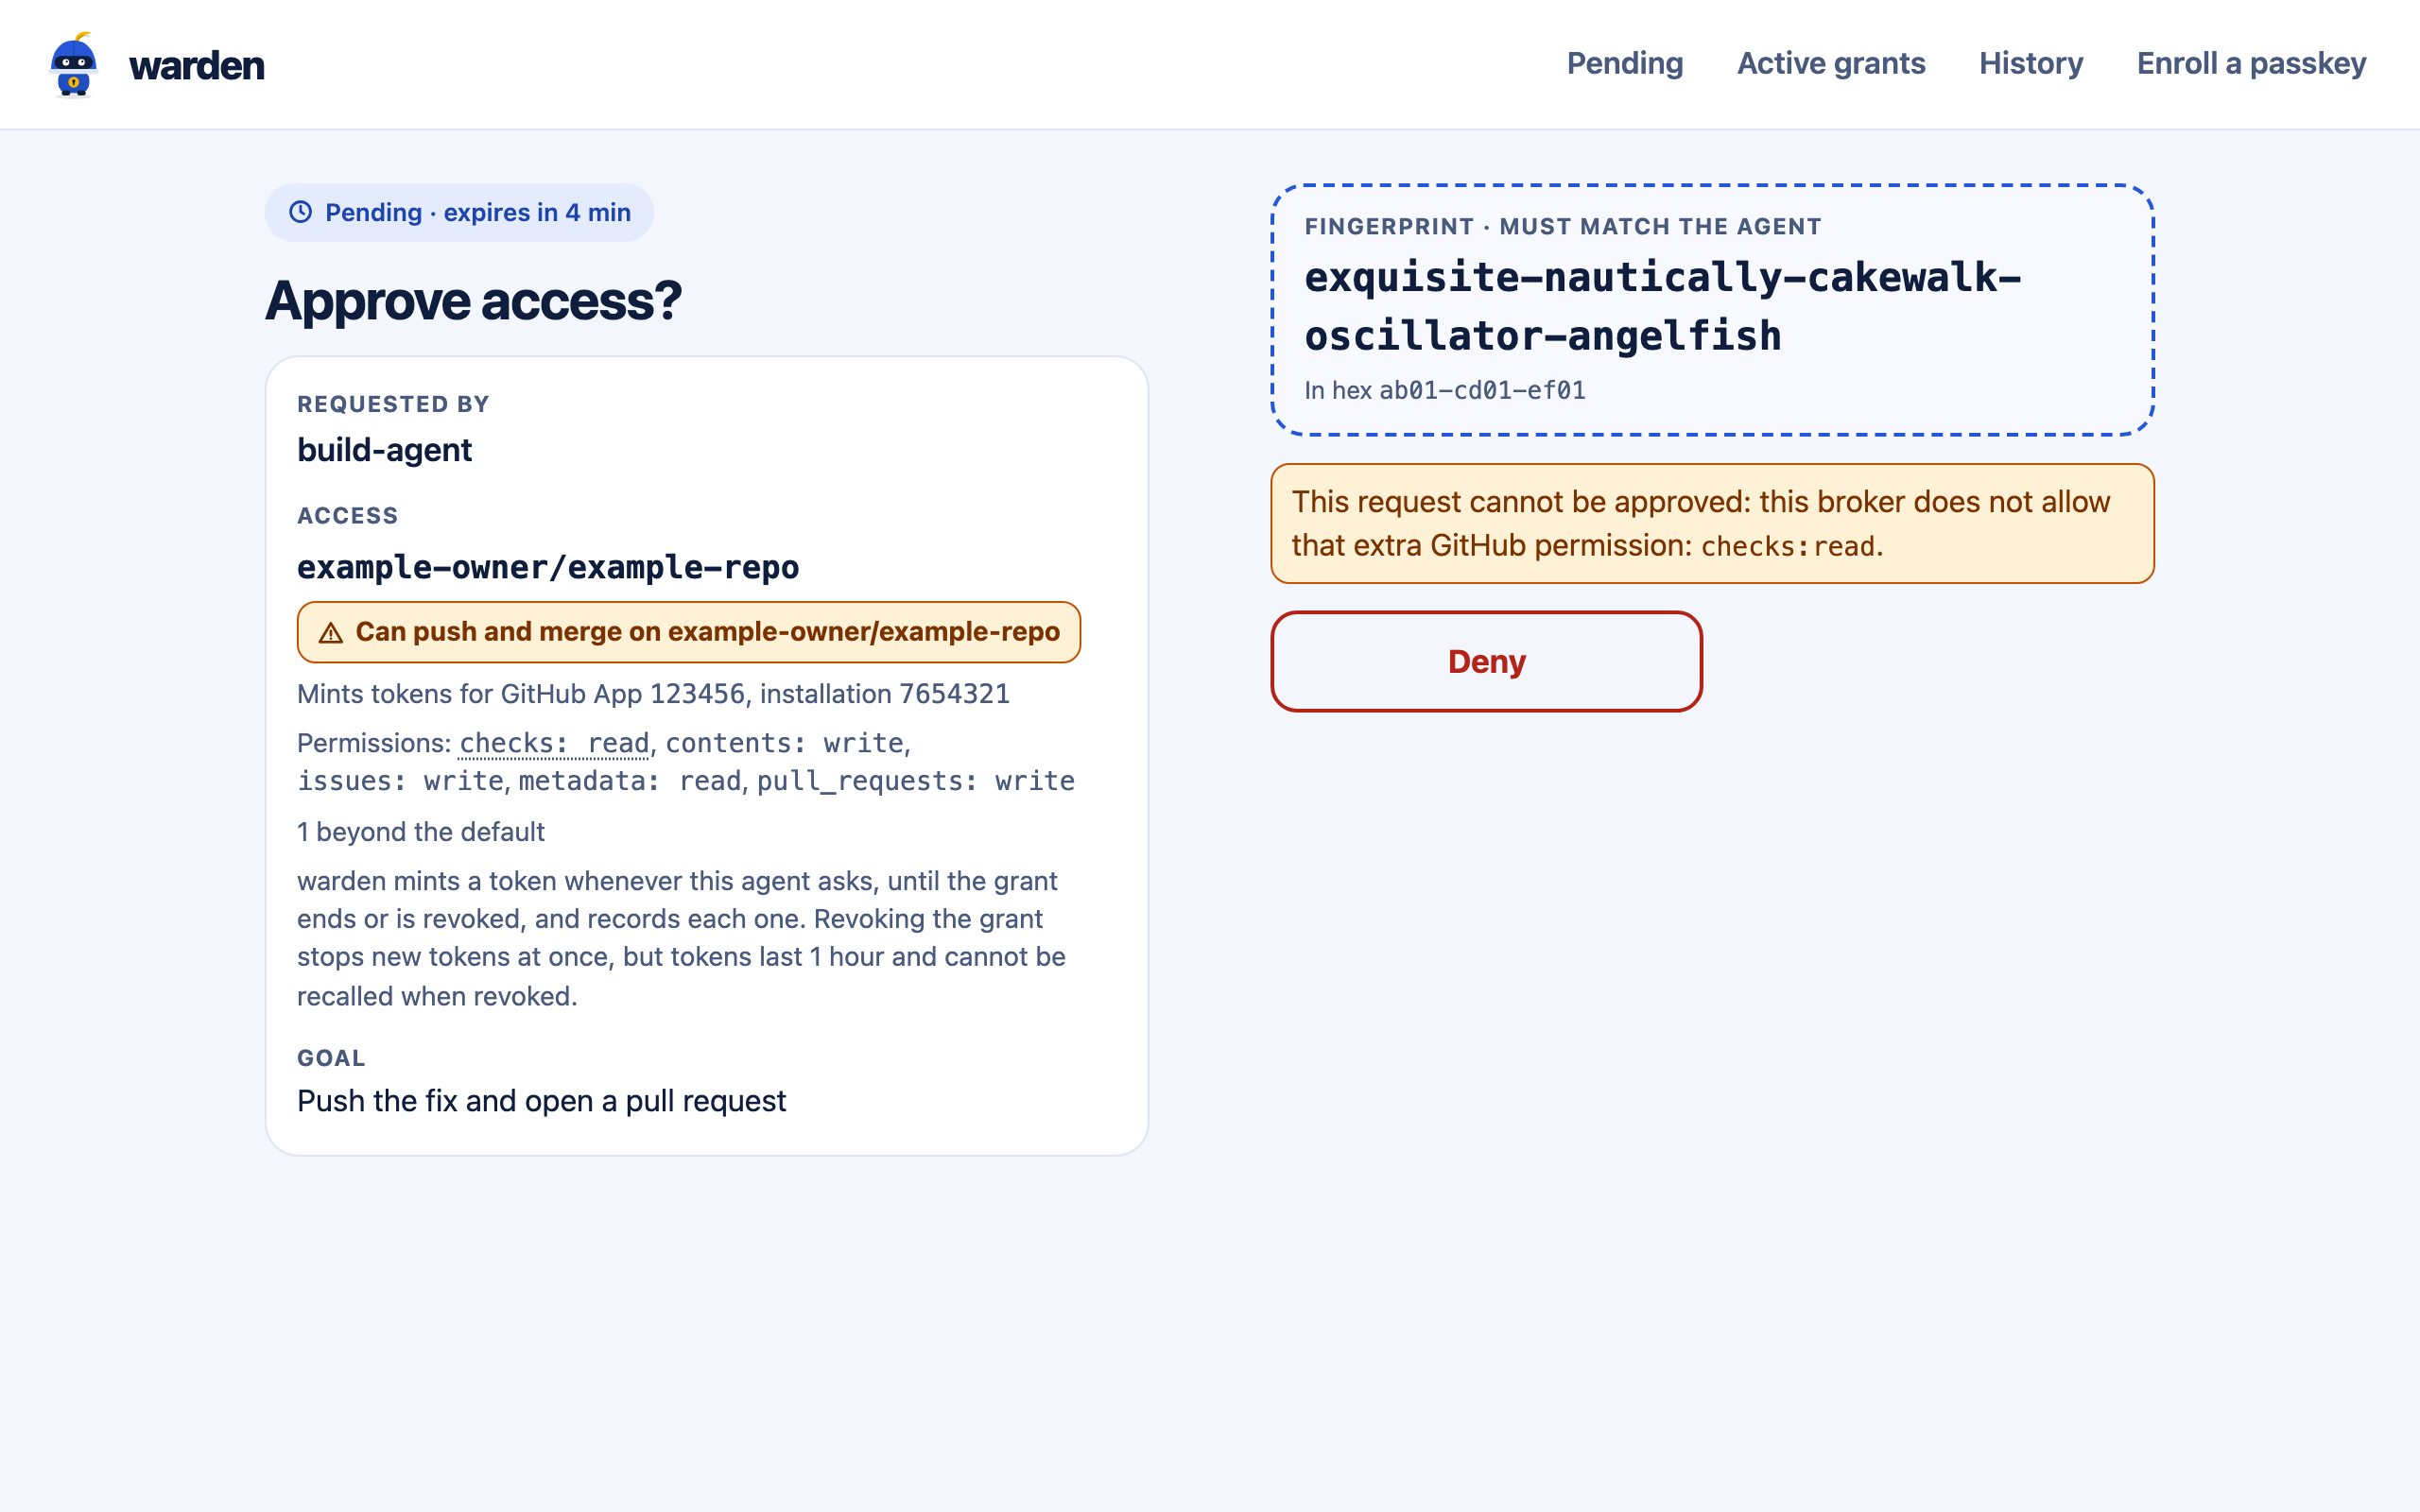 warden
Pending
Active grants
History
Enroll a passkey
Pending · expires in 4 min
Approve access?
REQUESTED BY
build-agent
ACCESS
example-owner/example-repo
Can push and merge on example-owner/example-repo
Mints tokens for GitHub App 123456, installation 7654321
Permissions: checks: read, contents: write,
issues: write, metadata: read, pull_requests: write
1 beyond the default
warden mints a token whenever this agent asks, until the grant
ends or is revoked, and records each one. Revoking the grant
stops new tokens at once, but tokens last 1 hour and cannot be
recalled when revoked.
GOAL
Push the fix and open a pull request
FINGERPRINT · MUST MATCH THE AGENT
exquisite-nautically-cakewalk-
oscillator-angelfish
In hex ab01-cd01-ef01
This request cannot be approved: this broker does not allow
that extra GitHub permission: checks:read.
Deny